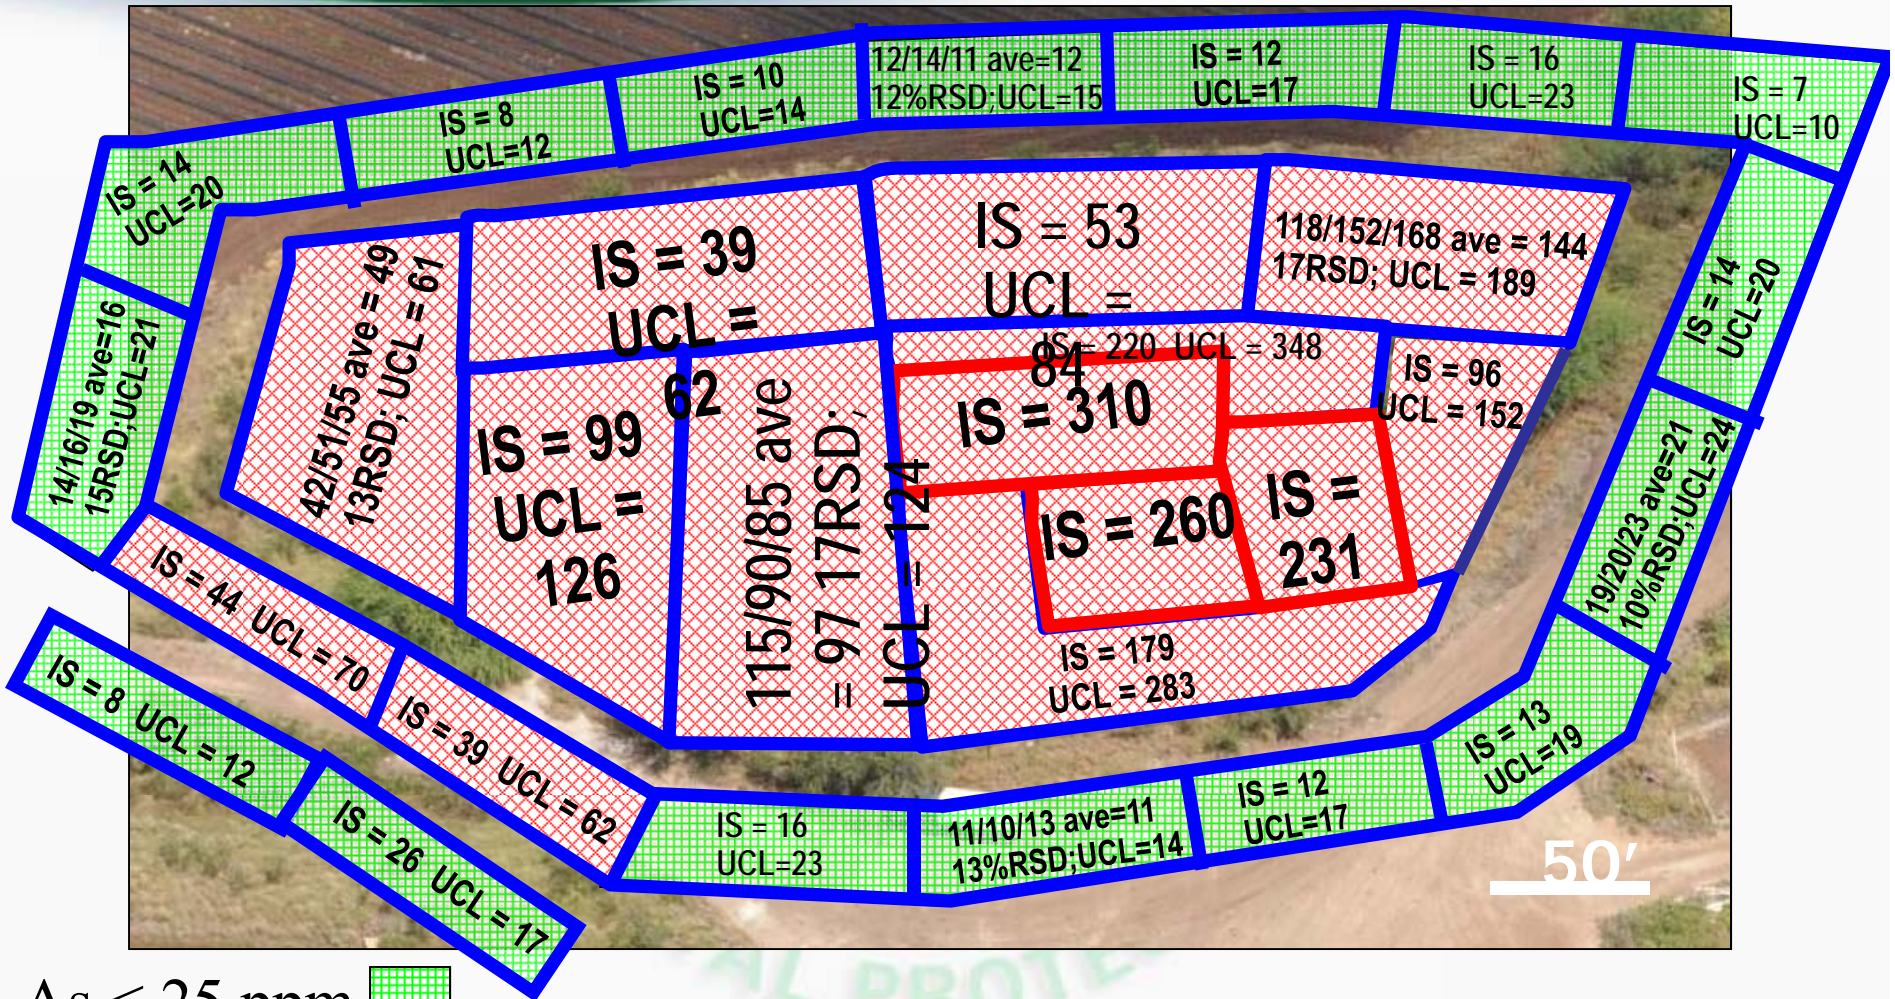 12/14/11 ave=12
12%RSD;UCL=15
IS = 12
UCL=17
IS = 16
UCL=23
IS = 7
UCL=10
IS = 10
UCL=14
IS = 8
UCL=12
IS = 14
UCL=20
14/16/19 ave=16
15RSD;UCL=21
42/51/55 ave = 49
13RSD; UCL = 61
IS = 39
UCL =
62
IS = 53
UCL =
84
118/152/168 ave = 144
17RSD; UCL = 189
IS = 14
UCL=20
IS = 220 UCL = 348
IS = 96
UCL = 152
IS = 310
IS = 99
UCL =
126
115/90/85 ave
= 97 17RSD;
UCL = 124
IS = 260
IS =
231
19/20/23 ave=21
10%RSD;UCL=24
IS = 179
UCL = 283
IS = 44 UCL = 70
IS = 39 UCL = 62
IS = 8 UCL = 12
IS = 26 UCL = 17
IS = 16
UCL=23
11/10/13 ave=11
13%RSD;UCL=14
IS = 12
UCL=17
IS = 13
UCL=19
50'
As < 25 ppm
AL PROTE